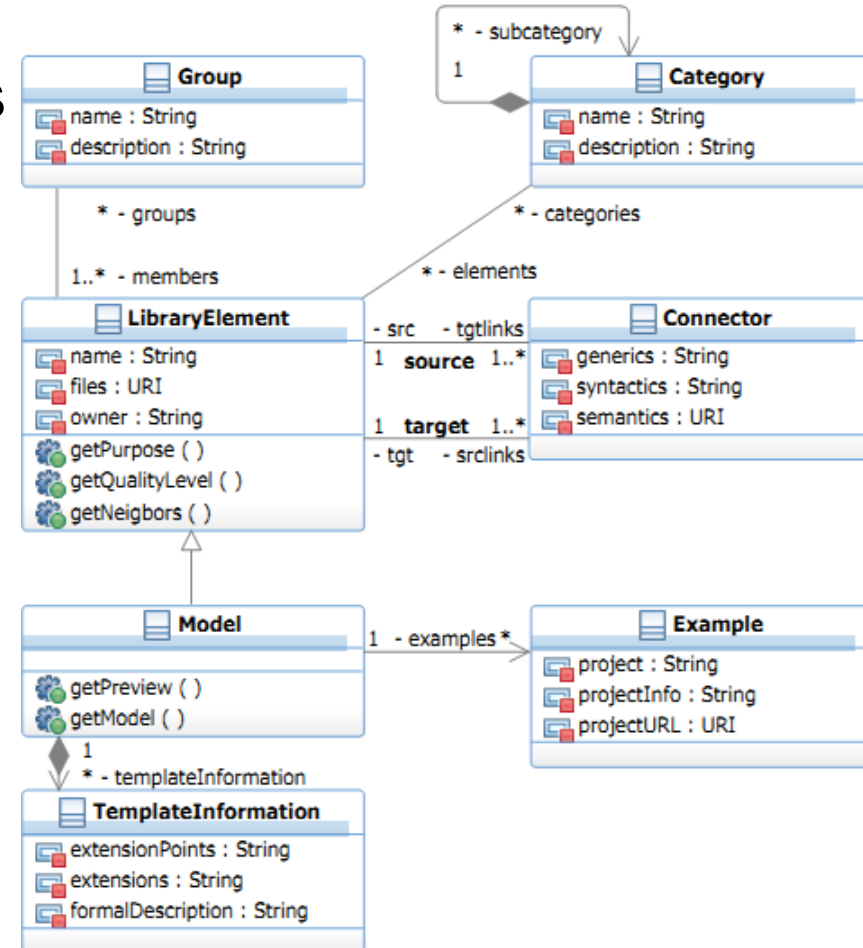 s
* - subcategory
1
Group
name : String
description : String
Category
name : String
description : String
* - groups
* - categories
1..* - members
* - elements
LibraryElement
name : String
files : URI
owner : String
getPurpose ( )
getQualityLevel ( )
getNeigbors ( )
- src - tgtlinks
1 source 1..*
1 target 1..*
- tgt - srclinks
Connector
generics : String
syntactics : String
semantics : URI
Model
getPreview ( )
getModel ( )
1 - examples *
Example
project : String
projectInfo : String
projectURL : URI
1
* - templateInformation
TemplateInformation
extensionPoints : String
extensions : String
formalDescription : String